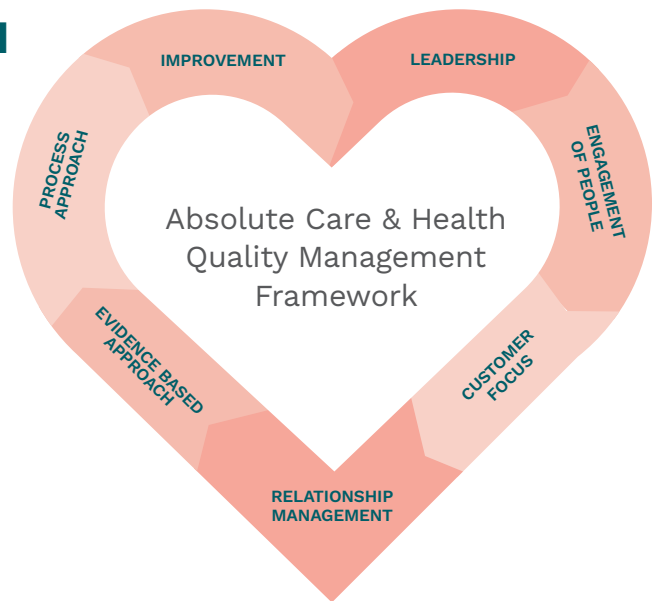 IMPROVEMENT
LEADERSHIP
PROCESS
APPROACH
ENGAGEMENT
OF PEOPLE
Absolute Care & Health
Quality Management
Framework
EVIDENCE BASED
APPROACH
CUSTOMER
FOCUS
RELATIONSHIP
MANAGEMENT